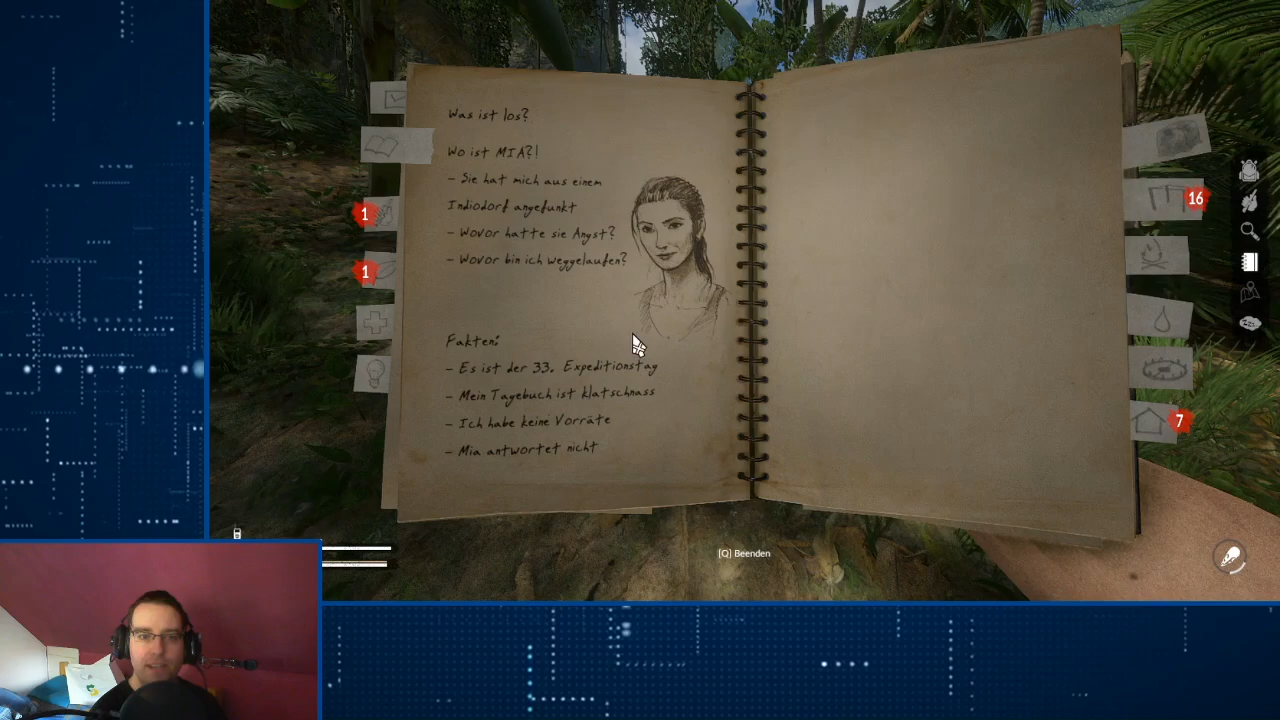 Was ist los?
Wo ist MIA?!
- Sie hat mich aus einem
Indiodorf angefunkt
- Wovor hatte sie Angst?
- Wovor bin ich weggelaufen?
Fakten:
- Es ist der 33. Expeditionstag
- Mein Tagebuch ist klatschnass
- Ich habe keine Vorräte
- Mia antwortet nicht
1
1
16
7
[Q] Beenden